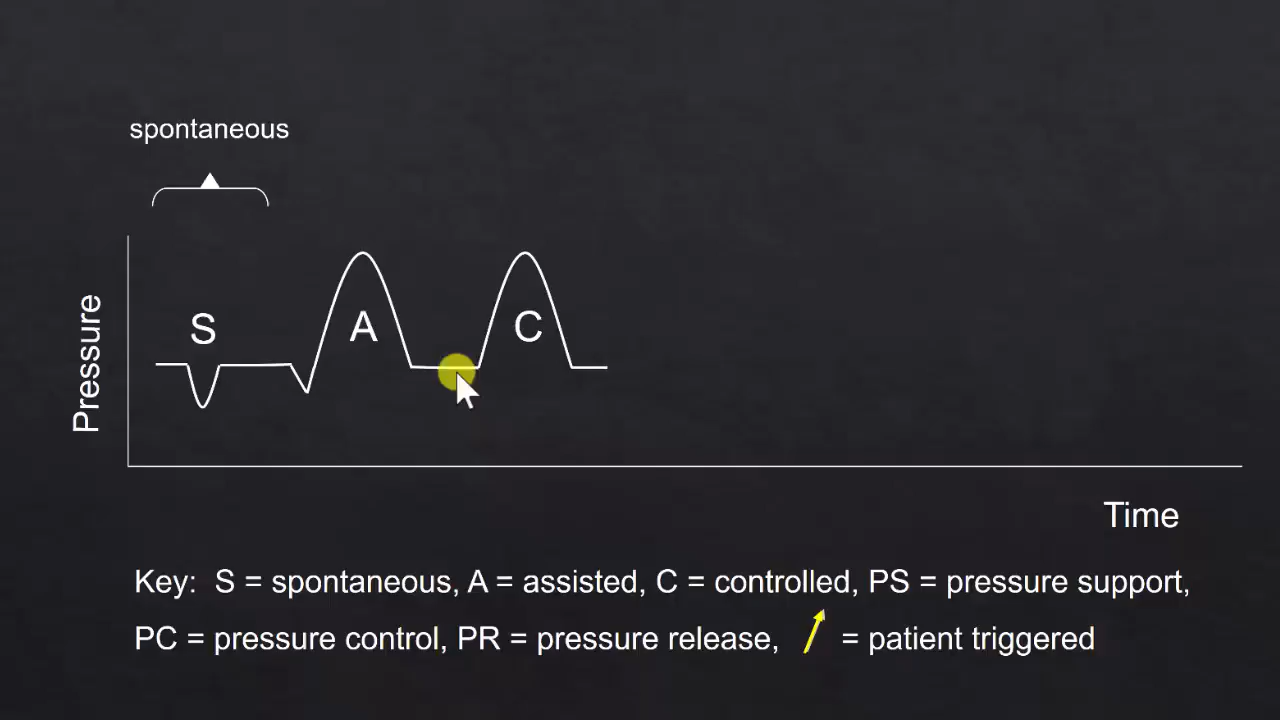 spontaneous
Pressure
S
A
C
Time
Key: S = spontaneous, A = assisted, C = controlled, PS = pressure support,
PC = pressure control, PR = pressure release, = patient triggered